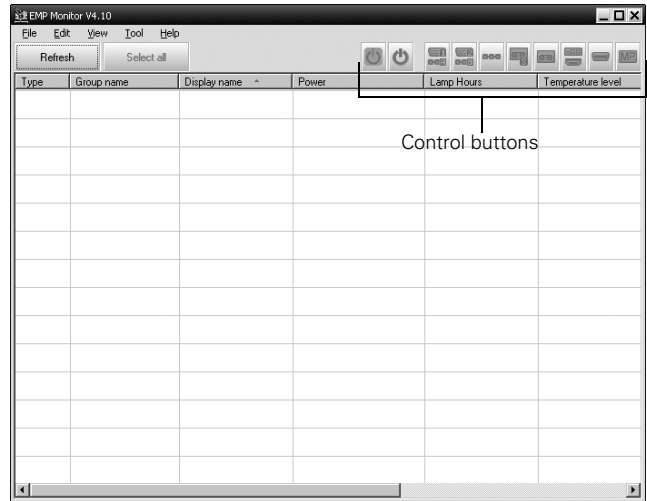 EMP Monitor V4.10
File Edit View Tool Help
Refresh Select all MP
Type Group name Display name Power Lamp Hours Temperature level
Control buttons